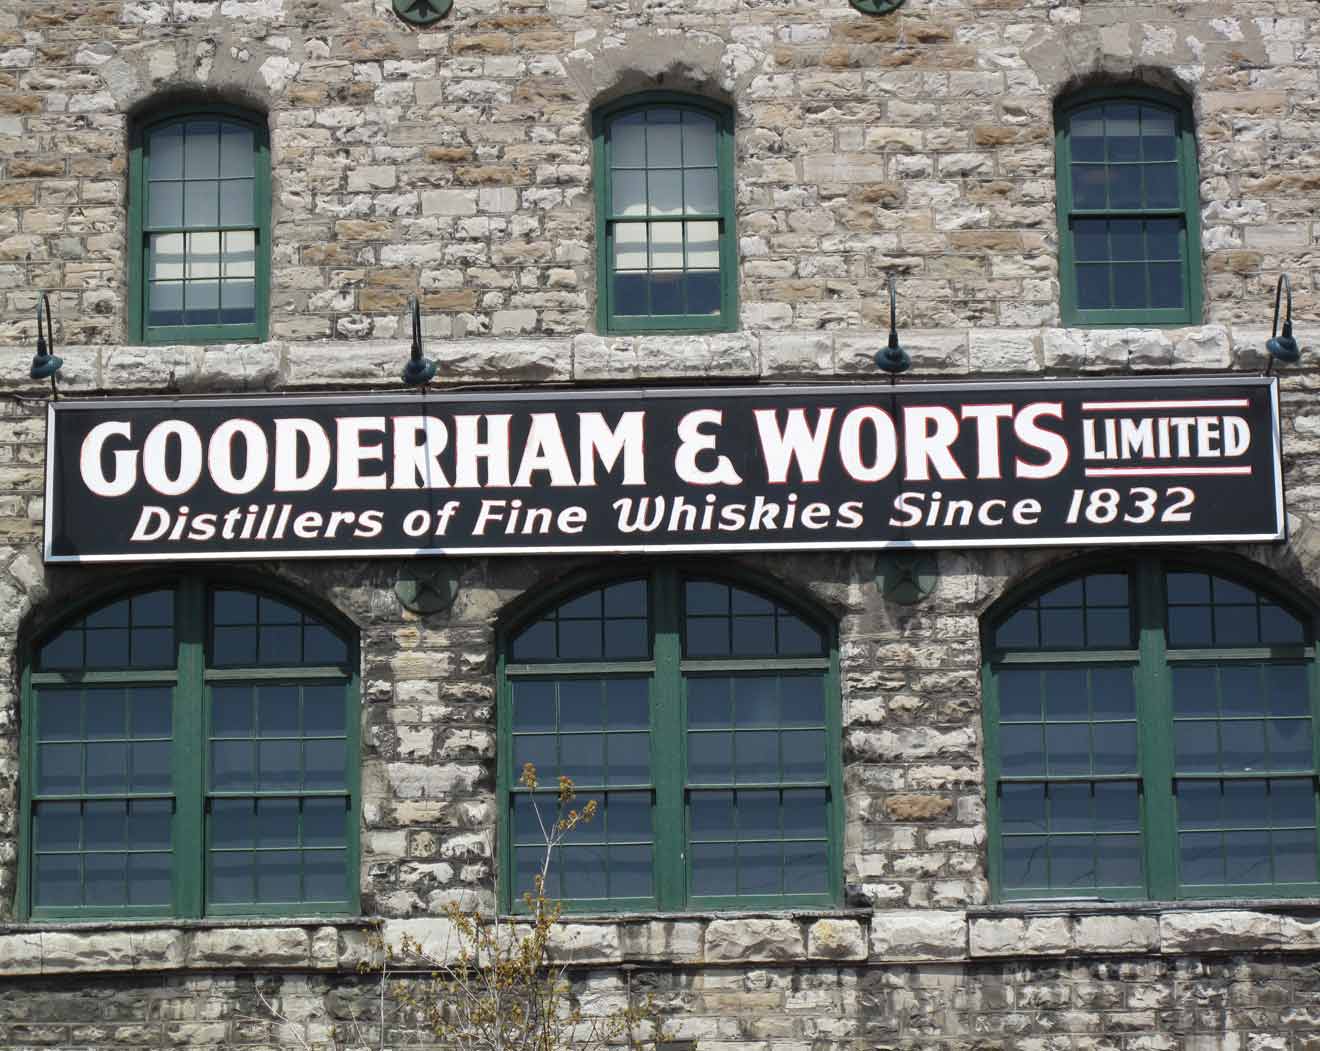 GOODERHAM & WORTS LIMITED
Distillers of Fine Whiskies Since 1832